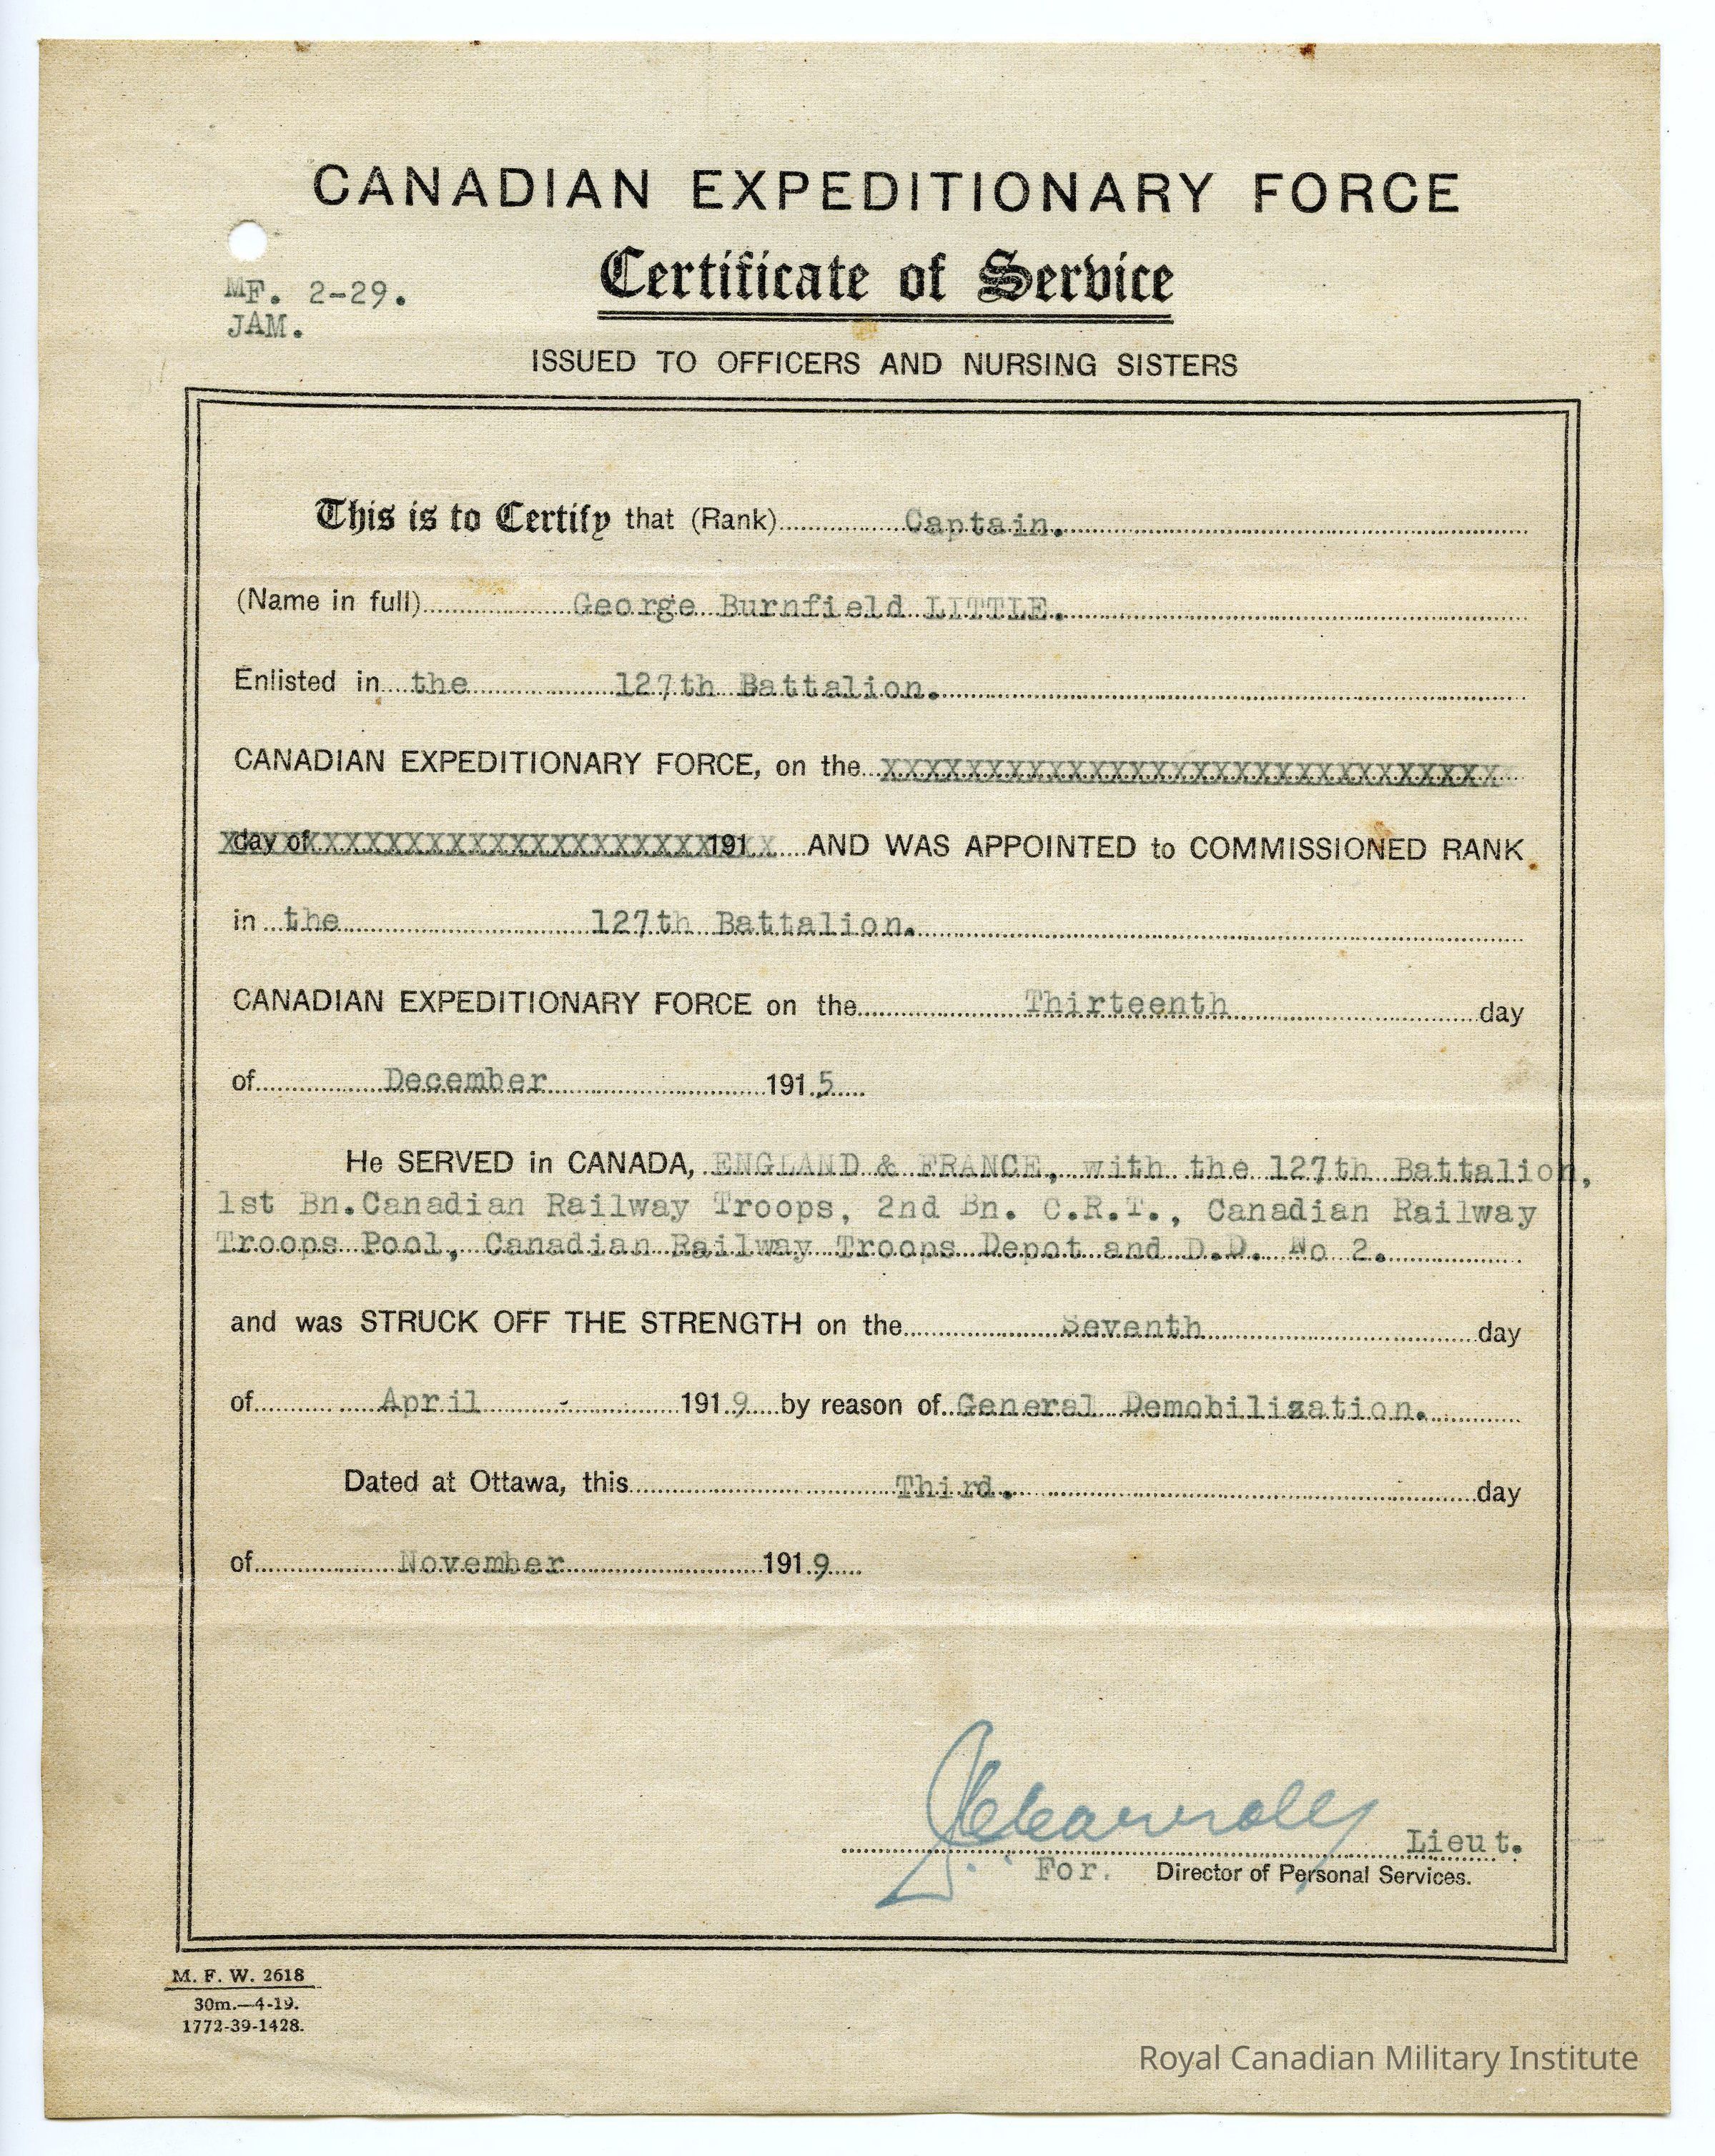 CANADIAN EXPEDITIONARY FORCE
Certificate of Service
MF. 2-29.
JAM.
ISSUED TO OFFICERS AND NURSING SISTERS
This is to Certify that (Rank) Captain.
(Name in full) George Burnfield LITTLE.
Enlisted in the 127th Battalion.
CANADIAN EXPEDITIONARY FORCE, on the XXXXXXXXXXXXXXXXXXXXXXXXXXXXXX
day of 191 AND WAS APPOINTED to COMMISSIONED RANK
in the 127th Battalion.
CANADIAN EXPEDITIONARY FORCE on the Thirteenth day
of December 1915
He SERVED in CANADA, ENGLAND & FRANCE, with the 127th Battalion,
1st Bn.Canadian Railway Troops, 2nd Bn. C.R.T., Canadian Railway
Troops Pool, Canadian Railway Troops Depot and D.D. No 2.
and was STRUCK OFF THE STRENGTH on the Seventh day
of April - 1919 by reason of General Demobilization.
Dated at Ottawa, this Third. day
of November 1919
Lieut.
For. Director of Personal Services.
M. F. W. 2618
30m.—4-19.
1772-39-1428.
Royal Canadian Military Institute